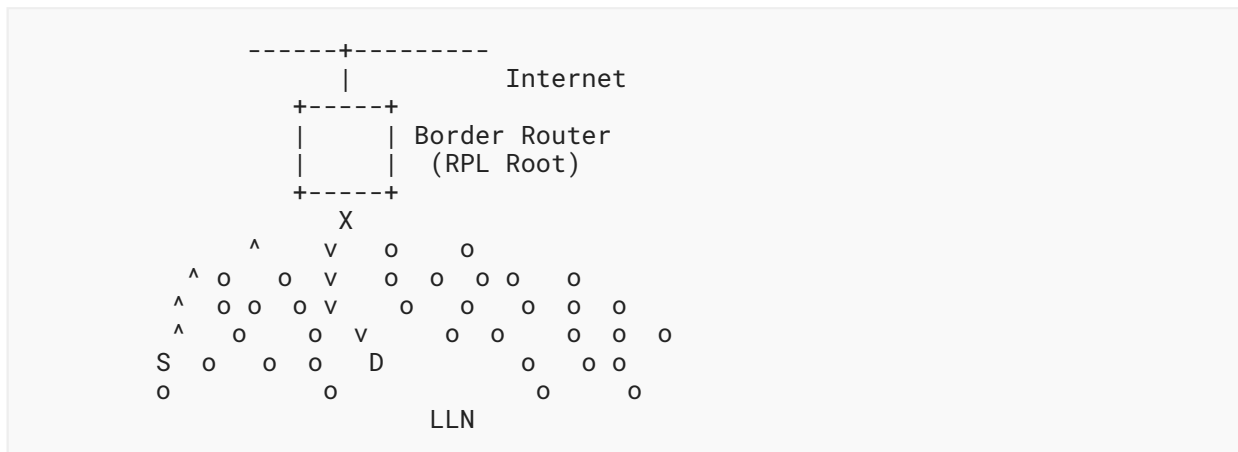 ------+---------
|          Internet
+-----+
|     | Border Router
|     |  (RPL Root)
+-----+
X
^    v   o    o
^ o   o  v   o  o  o o   o
^  o o  o v    o   o   o  o  o
^   o    o  v     o  o    o  o  o
S  o   o  o   D         o   o o
o          o             o     o
LLN